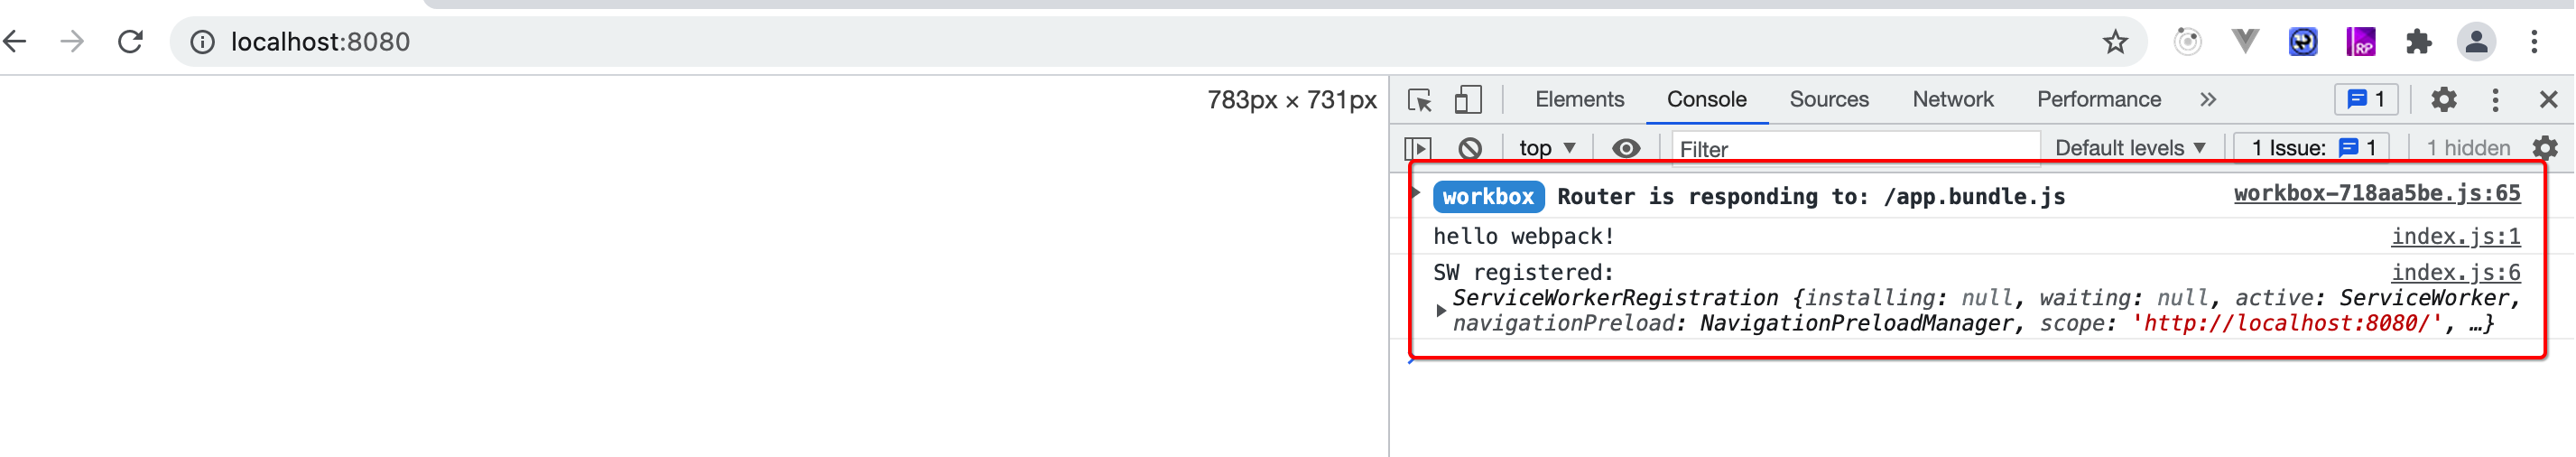 localhost:8080
RP
783px × 731px
Elements Console Sources Network Performance » 1
top ▼ Filter Default levels ▼ 1 Issue: 1 1 hidden
workbox Router is responding to: /app.bundle.js workbox-718aa5be.js:65
hello webpack! index.js:1
SW registered: index.js:6
ServiceWorkerRegistration {installing: null, waiting: null, active: ServiceWorker,
navigationPreload: NavigationPreloadManager, scope: 'http://localhost:8080/', …}